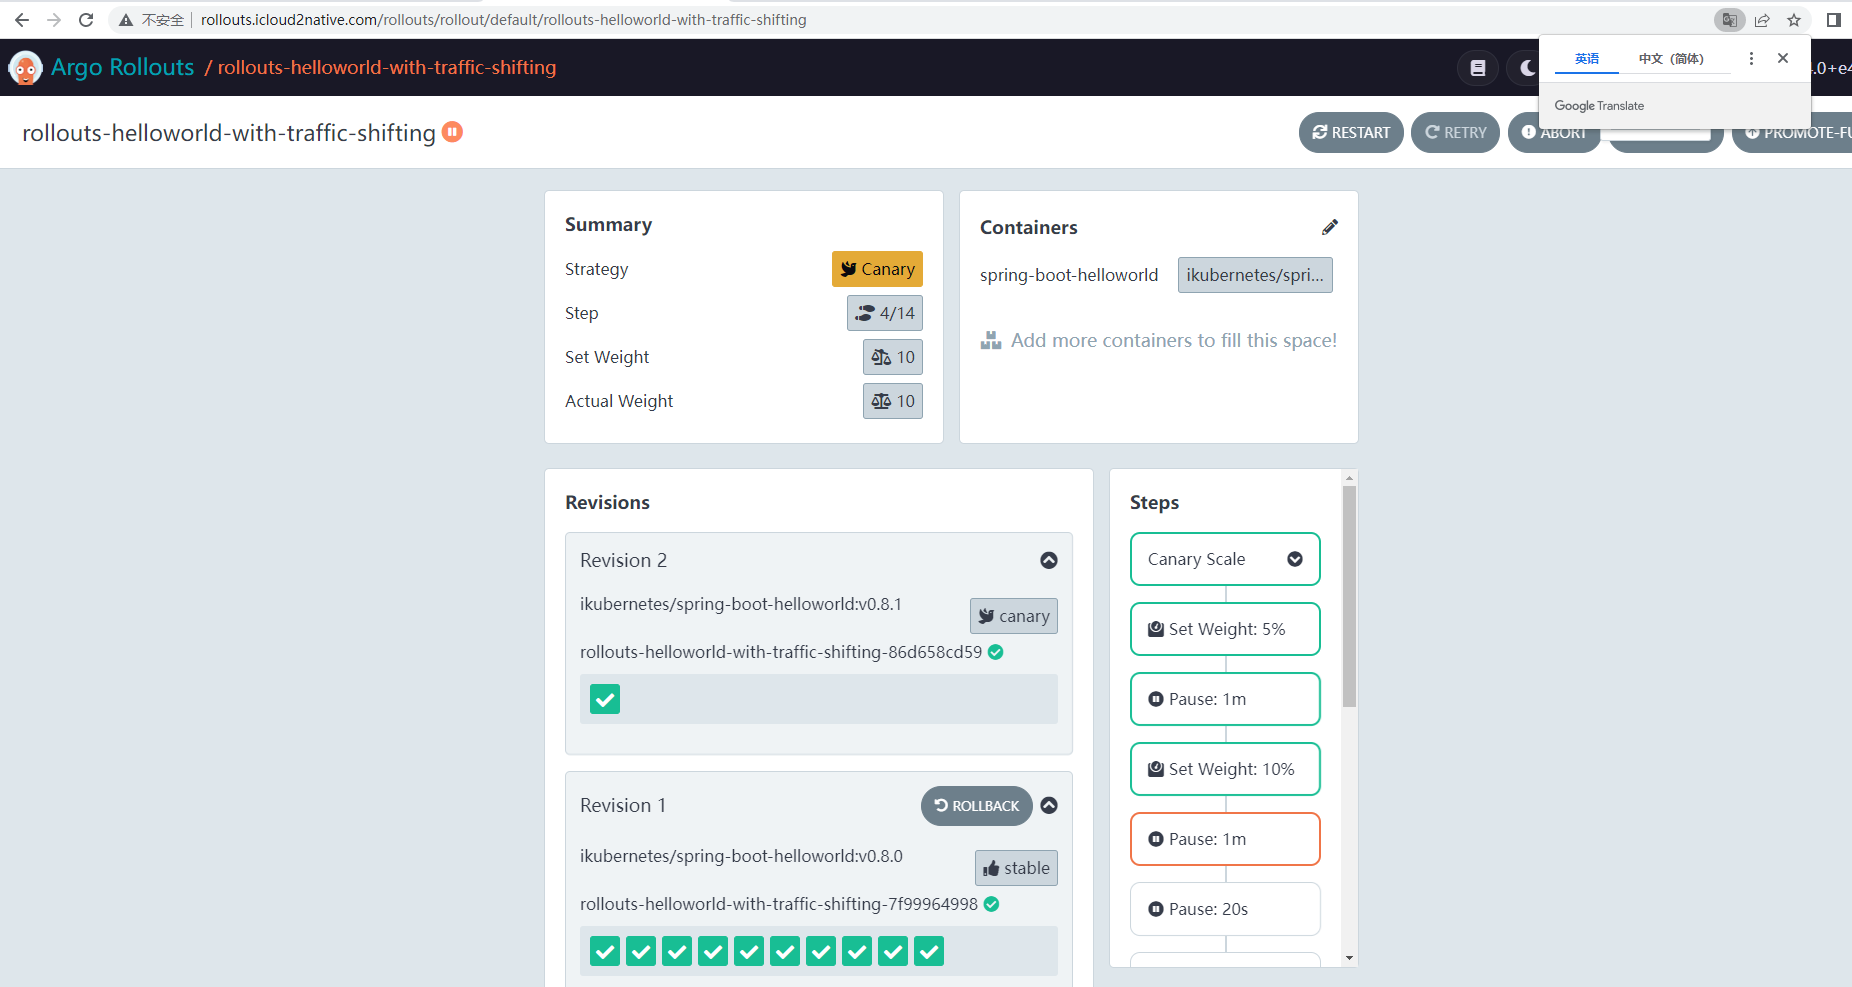 不安全 rollouts.icloud2native.com/rollouts/rollout/default/rollouts-helloworld-with-traffic-shifting
Argo Rollouts / rollouts-helloworld-with-traffic-shifting
英语 中文（简体）
Google Translate
rollouts-helloworld-with-traffic-shifting
RESTART RETRY ABORT PROMOTE-FU
Summary
Strategy Canary
Step 4/14
Set Weight 10
Actual Weight 10
Containers
spring-boot-helloworld ikubernetes/spri...
Add more containers to fill this space!
Revisions
Revision 2
ikubernetes/spring-boot-helloworld:v0.8.1
canary
rollouts-helloworld-with-traffic-shifting-86d658cd59
Revision 1 ROLLBACK
ikubernetes/spring-boot-helloworld:v0.8.0
stable
rollouts-helloworld-with-traffic-shifting-7f99964998
Steps
Canary Scale
Set Weight: 5%
Pause: 1m
Set Weight: 10%
Pause: 1m
Pause: 20s